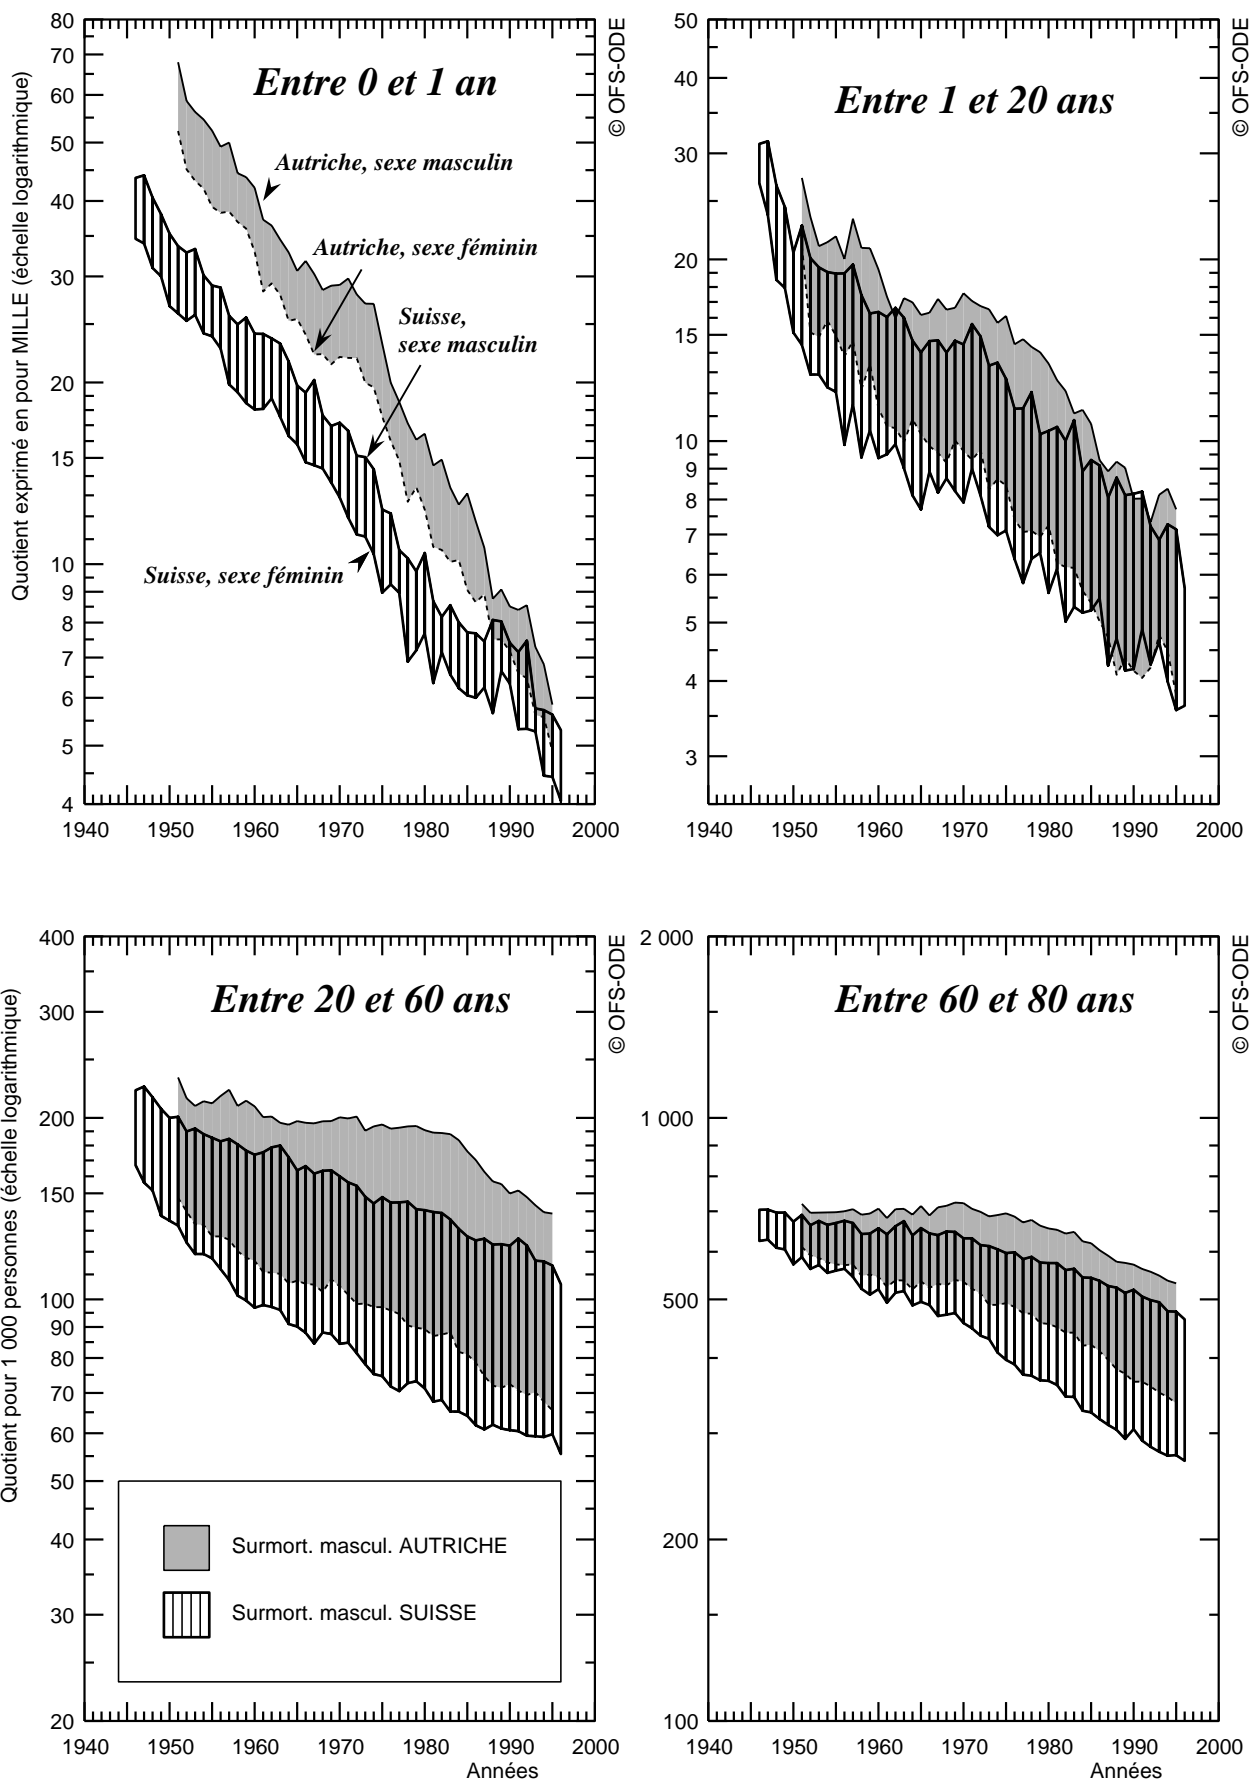 Entre 0 et 1 an
Quotient exprimé en pour MILLE (échelle logarithmique)
80
70
60
50
40
30
20
15
10
9
8
7
6
5
4
Autriche, sexe masculin
Autriche, sexe féminin
Suisse,
sexe masculin
Suisse, sexe féminin
1940 1950 1960 1970 1980 1990 2000
© OFS-ODE
Entre 1 et 20 ans
50
40
30
20
15
10
9
8
7
6
5
4
3
1940 1950 1960 1970 1980 1990 2000
© OFS-ODE
Entre 20 et 60 ans
Quotient pour 1 000 personnes (échelle logarithmique)
400
300
200
150
100
90
80
70
60
50
40
30
20
Surmort. mascul. AUTRICHE
Surmort. mascul. SUISSE
1940 1950 1960 1970 1980 1990 2000
Années
© OFS-ODE
Entre 60 et 80 ans
2 000
1 000
500
200
100
1940 1950 1960 1970 1980 1990 2000
Années
© OFS-ODE